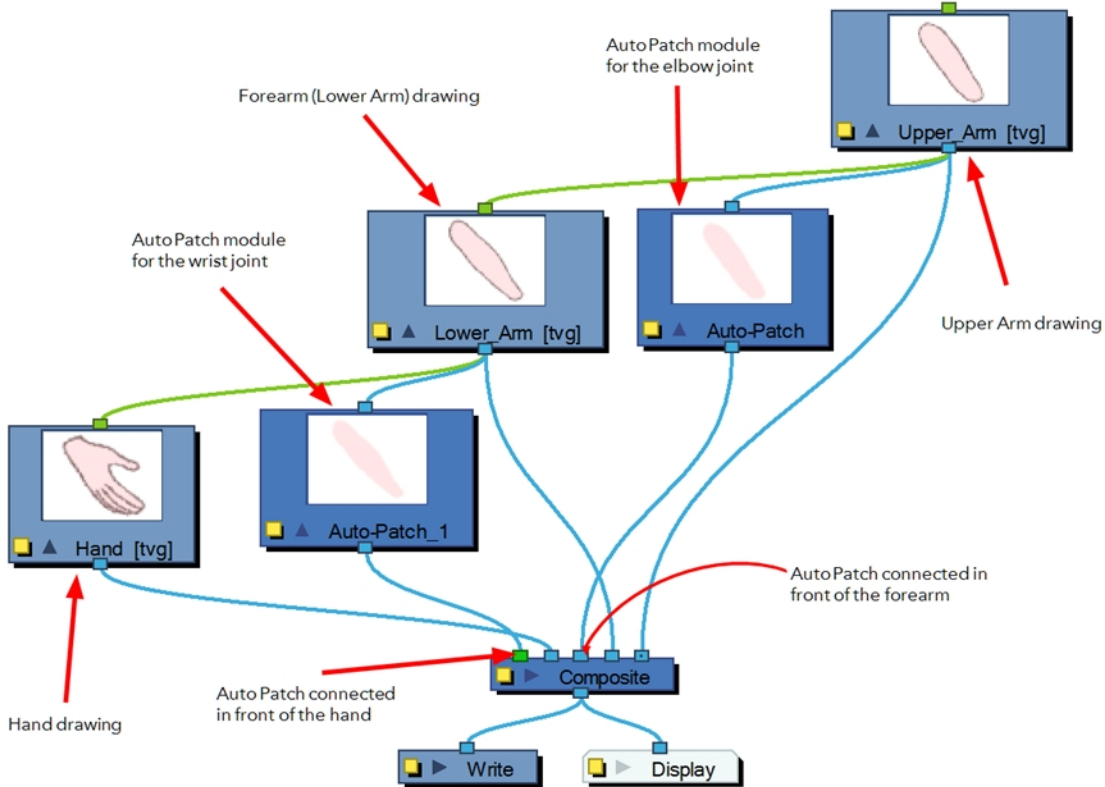 Auto Patch module
for the elbow joint
Forearm (Lower Arm) drawing
Upper_Arm [tvg]
Auto Patch module
for the wrist joint
Lower_Arm [tvg]
Auto-Patch
Upper Arm drawing
Hand [tvg]
Auto-Patch_1
Auto Patch connected in
front of the forearm
Composite
Auto Patch connected
in front of the hand
Hand drawing
Write
Display